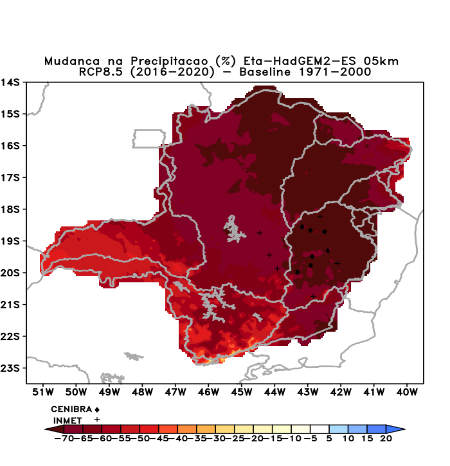 Mudanca na Precipitacao (%) Eta-HadGEM2-ES 05km
RCP8.5 (2016-2020) - Baseline 1971-2000
14S
15S
16S
17S
18S
19S
20S
21S
22S
23S
51W 50W 49W 48W 47W 46W 45W 44W 43W 42W 41W 40W
CENIBRA
INMET
-70 -65 -60 -55 -50 -45 -40 -35 -30 -25 -20 -15 -10 -5 5 10 15 20